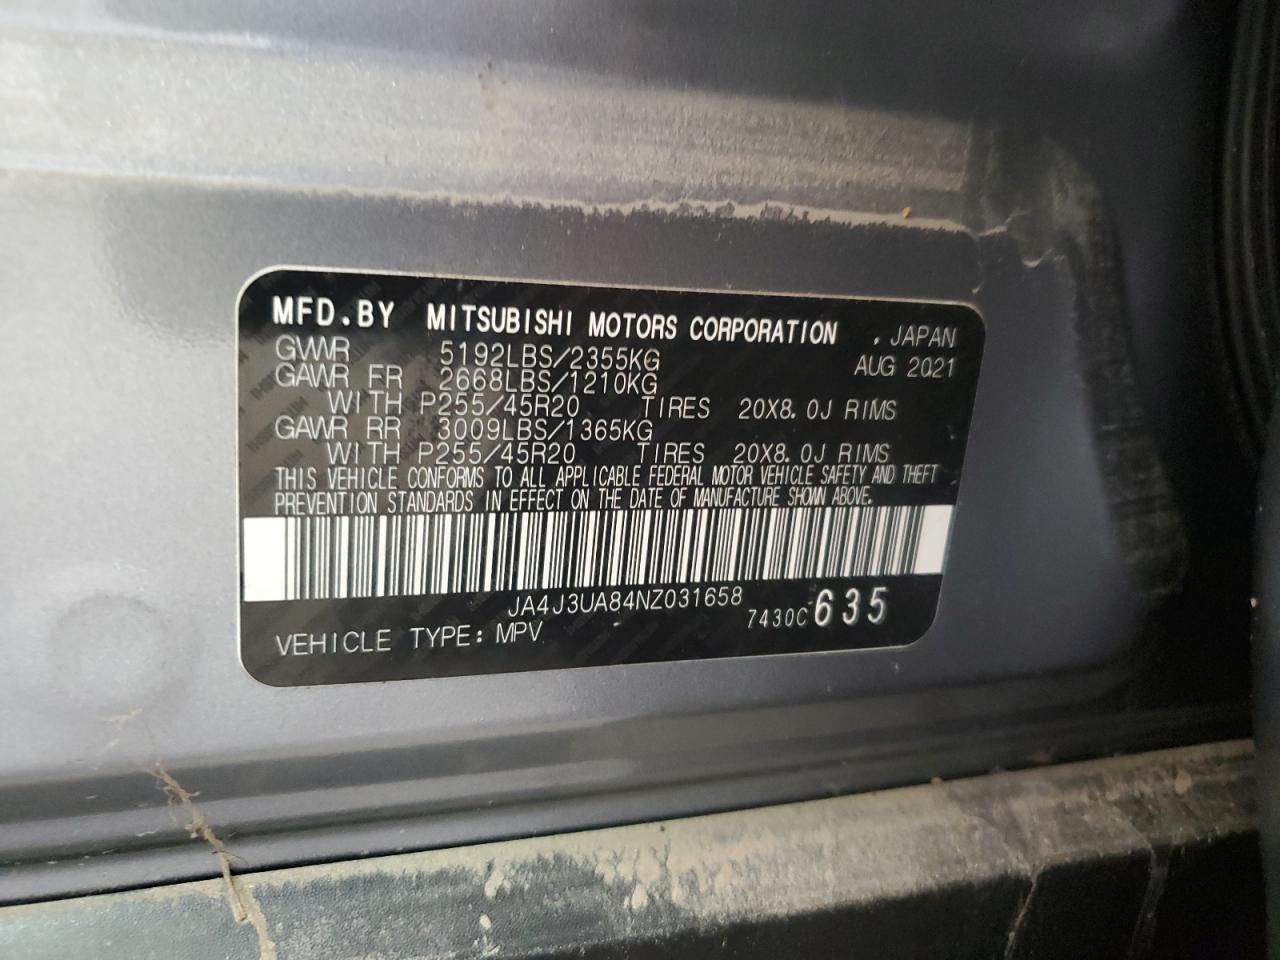 MFD.BY MITSUBISHI MOTORS CORPORATION , JAPAN
GVWR 5192LBS/2355KG AUG 2021
GAWR FR 2668LBS/1210KG
WITH P255/45R20 TIRES 20X8.0J RIMS
GAWR RR 3009LBS/1365KG
WITH P255/45R20 TIRES 20X8.0J RIMS
THIS VEHICLE CONFORMS TO ALL APPLICABLE FEDERAL MOTOR VEHICLE SAFETY AND THEFT
PREVENTION STANDARDS IN EFFECT ON THE DATE OF MANUFACTURE SHOWN ABOVE.
JA4J3UA84NZ031658
VEHICLE TYPE: MPV 7430C-635